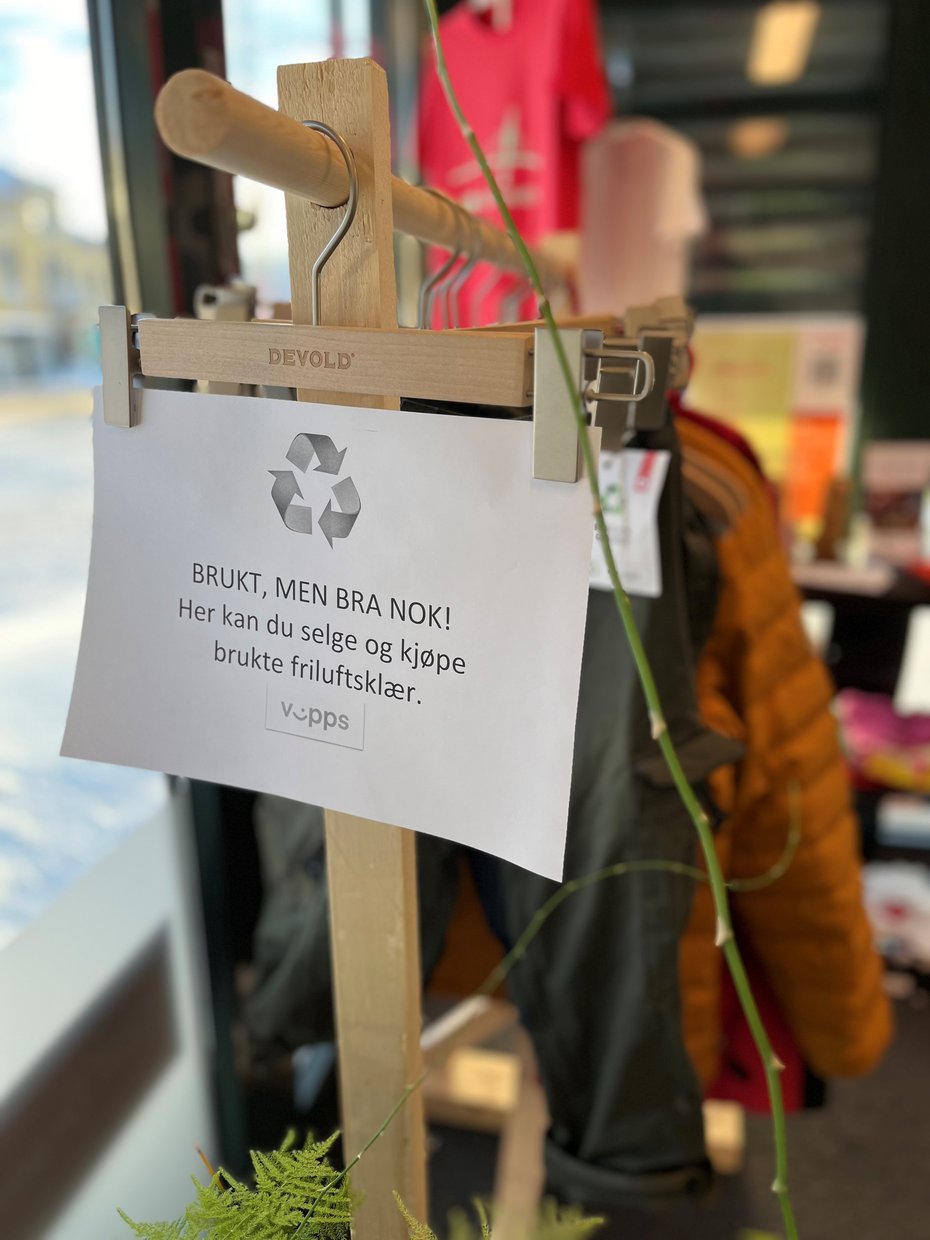 DEVOLD
BRUKT, MEN BRA NOK!
Her kan du selge og kjøpe
brukte friluftsklær.
vipps